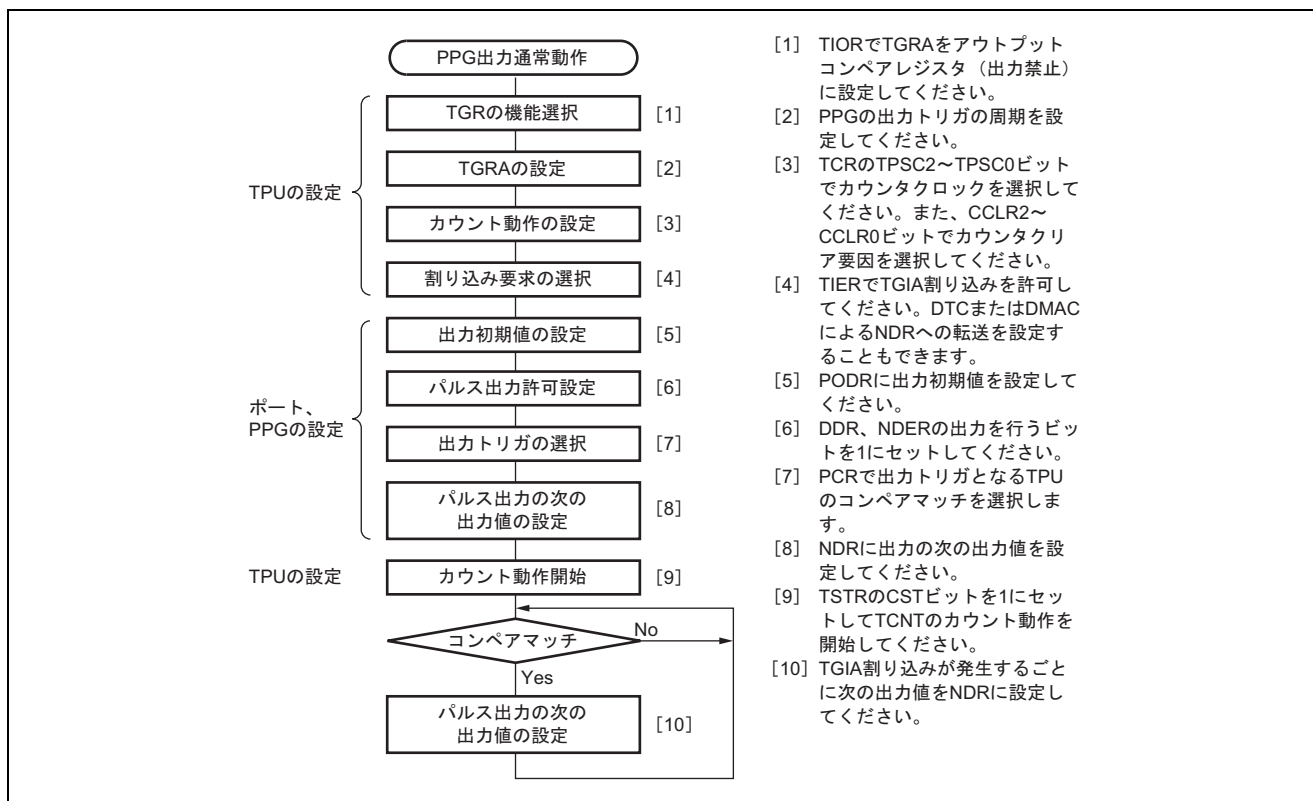 PPG出力通常動作
TGRの機能選択
[1]
TGRAの設定
[2]
TPUの設定
カウント動作の設定
[3]
割り込み要求の選択
[4]
出力初期値の設定
[5]
パルス出力許可設定
[6]
ポート、
PPGの設定
出力トリガの選択
[7]
パルス出力の次の
出力値の設定
[8]
TPUの設定
カウント動作開始
[9]
コンペアマッチ
No
Yes
パルス出力の次の
出力値の設定
[10]
[1] TIORでTGRAをアウトプット
コンペアレジスタ（出力禁止）
に設定してください。
[2] PPGの出力トリガの周期を設
定してください。
[3] TCRのTPSC2～TPSC0ビット
でカウンタクロックを選択して
ください。また、CCLR2～
CCLR0ビットでカウンタクリ
ア要因を選択してください。
[4] TIERでTGIA割り込みを許可し
てください。DTCまたはDMAC
によるNDRへの転送を設定す
ることもできます。
[5] PODRに出力初期値を設定して
ください。
[6] DDR、NDERの出力を行うビッ
トを1にセットしてください。
[7] PCRで出力トリガとなるTPU
のコンペアマッチを選択しま
す。
[8] NDRに出力の次の出力値を設
定してください。
[9] TSTRのCSTビットを1にセッ
トしてTCNTのカウント動作を
開始してください。
[10] TGIA割り込みが発生するごと
に次の出力値をNDRに設定し
てください。